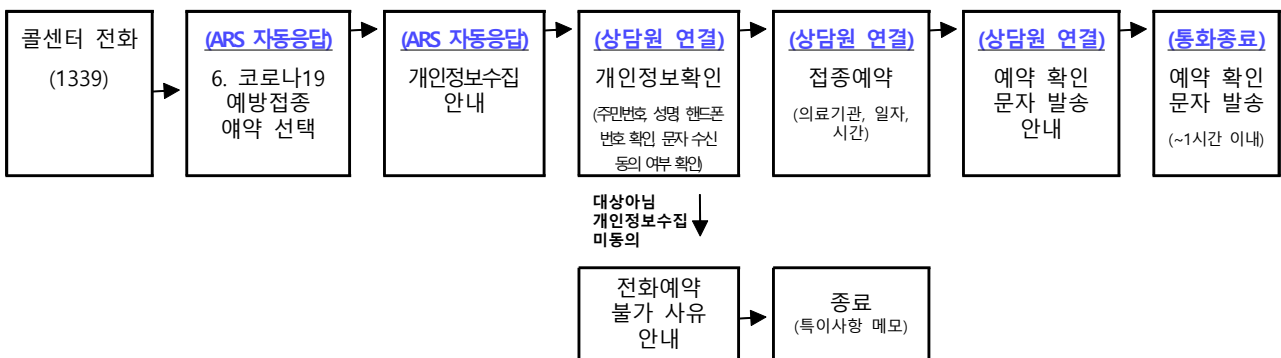 콜센터 전화
(1339)
(ARS 자동응답)
6. 코로나19
예방접종
얘약 선택
(ARS 자동응답)
개인정보수집
안내
(상담원 연결)
개인정보확인
(주민번호, 성명, 핸드폰
번호 확인, 문자 수신
동의 여부 확인)
(상담원 연결)
접종예약
(의료기관, 일자,
시간)
(상담원 연결)
예약 확인
문자 발송
안내
(통화종료)
예약 확인
문자 발송
(~1시간 이내)
대상아님
개인정보수집
미동의
전화예약
불가 사유
안내
종료
(특이사항 메모)